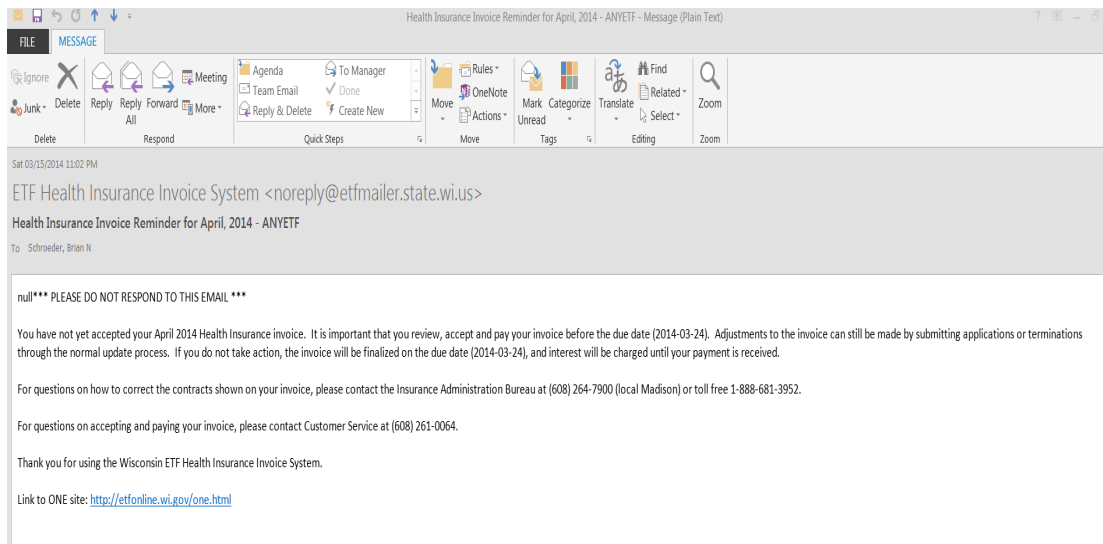 Health Insurance Invoice Reminder for April, 2014 - ANYETF - Message (Plain Text)
FILE MESSAGE
Ignore
Junk
Delete
Reply
Reply All
Forward
Meeting
More
Agenda
To Manager
Team Email
Done
Reply & Delete
Create New
Move
Rules
OneNote
Actions
Mark Unread
Categorize
Translate
Find
Related
Select
Zoom
Delete Respond Quick Steps Move Tags Editing Zoom
Sat 03/15/2014 11:02 PM
ETF Health Insurance Invoice System <noreply@etfmailer.state.wi.us>
Health Insurance Invoice Reminder for April, 2014 - ANYETF
To Schroeder, Brian N
null*** PLEASE DO NOT RESPOND TO THIS EMAIL ***
You have not yet accepted your April 2014 Health Insurance invoice. It is important that you review, accept and pay your invoice before the due date (2014-03-24). Adjustments to the invoice can still be made by submitting applications or terminations
through the normal update process. If you do not take action, the invoice will be finalized on the due date (2014-03-24), and interest will be charged until your payment is received.
For questions on how to correct the contracts shown on your invoice, please contact the Insurance Administration Bureau at (608) 264-7900 (local Madison) or toll free 1-888-681-3952.
For questions on accepting and paying your invoice, please contact Customer Service at (608) 261-0064.
Thank you for using the Wisconsin ETF Health Insurance Invoice System.
Link to ONE site: http://etfonline.wi.gov/one.html